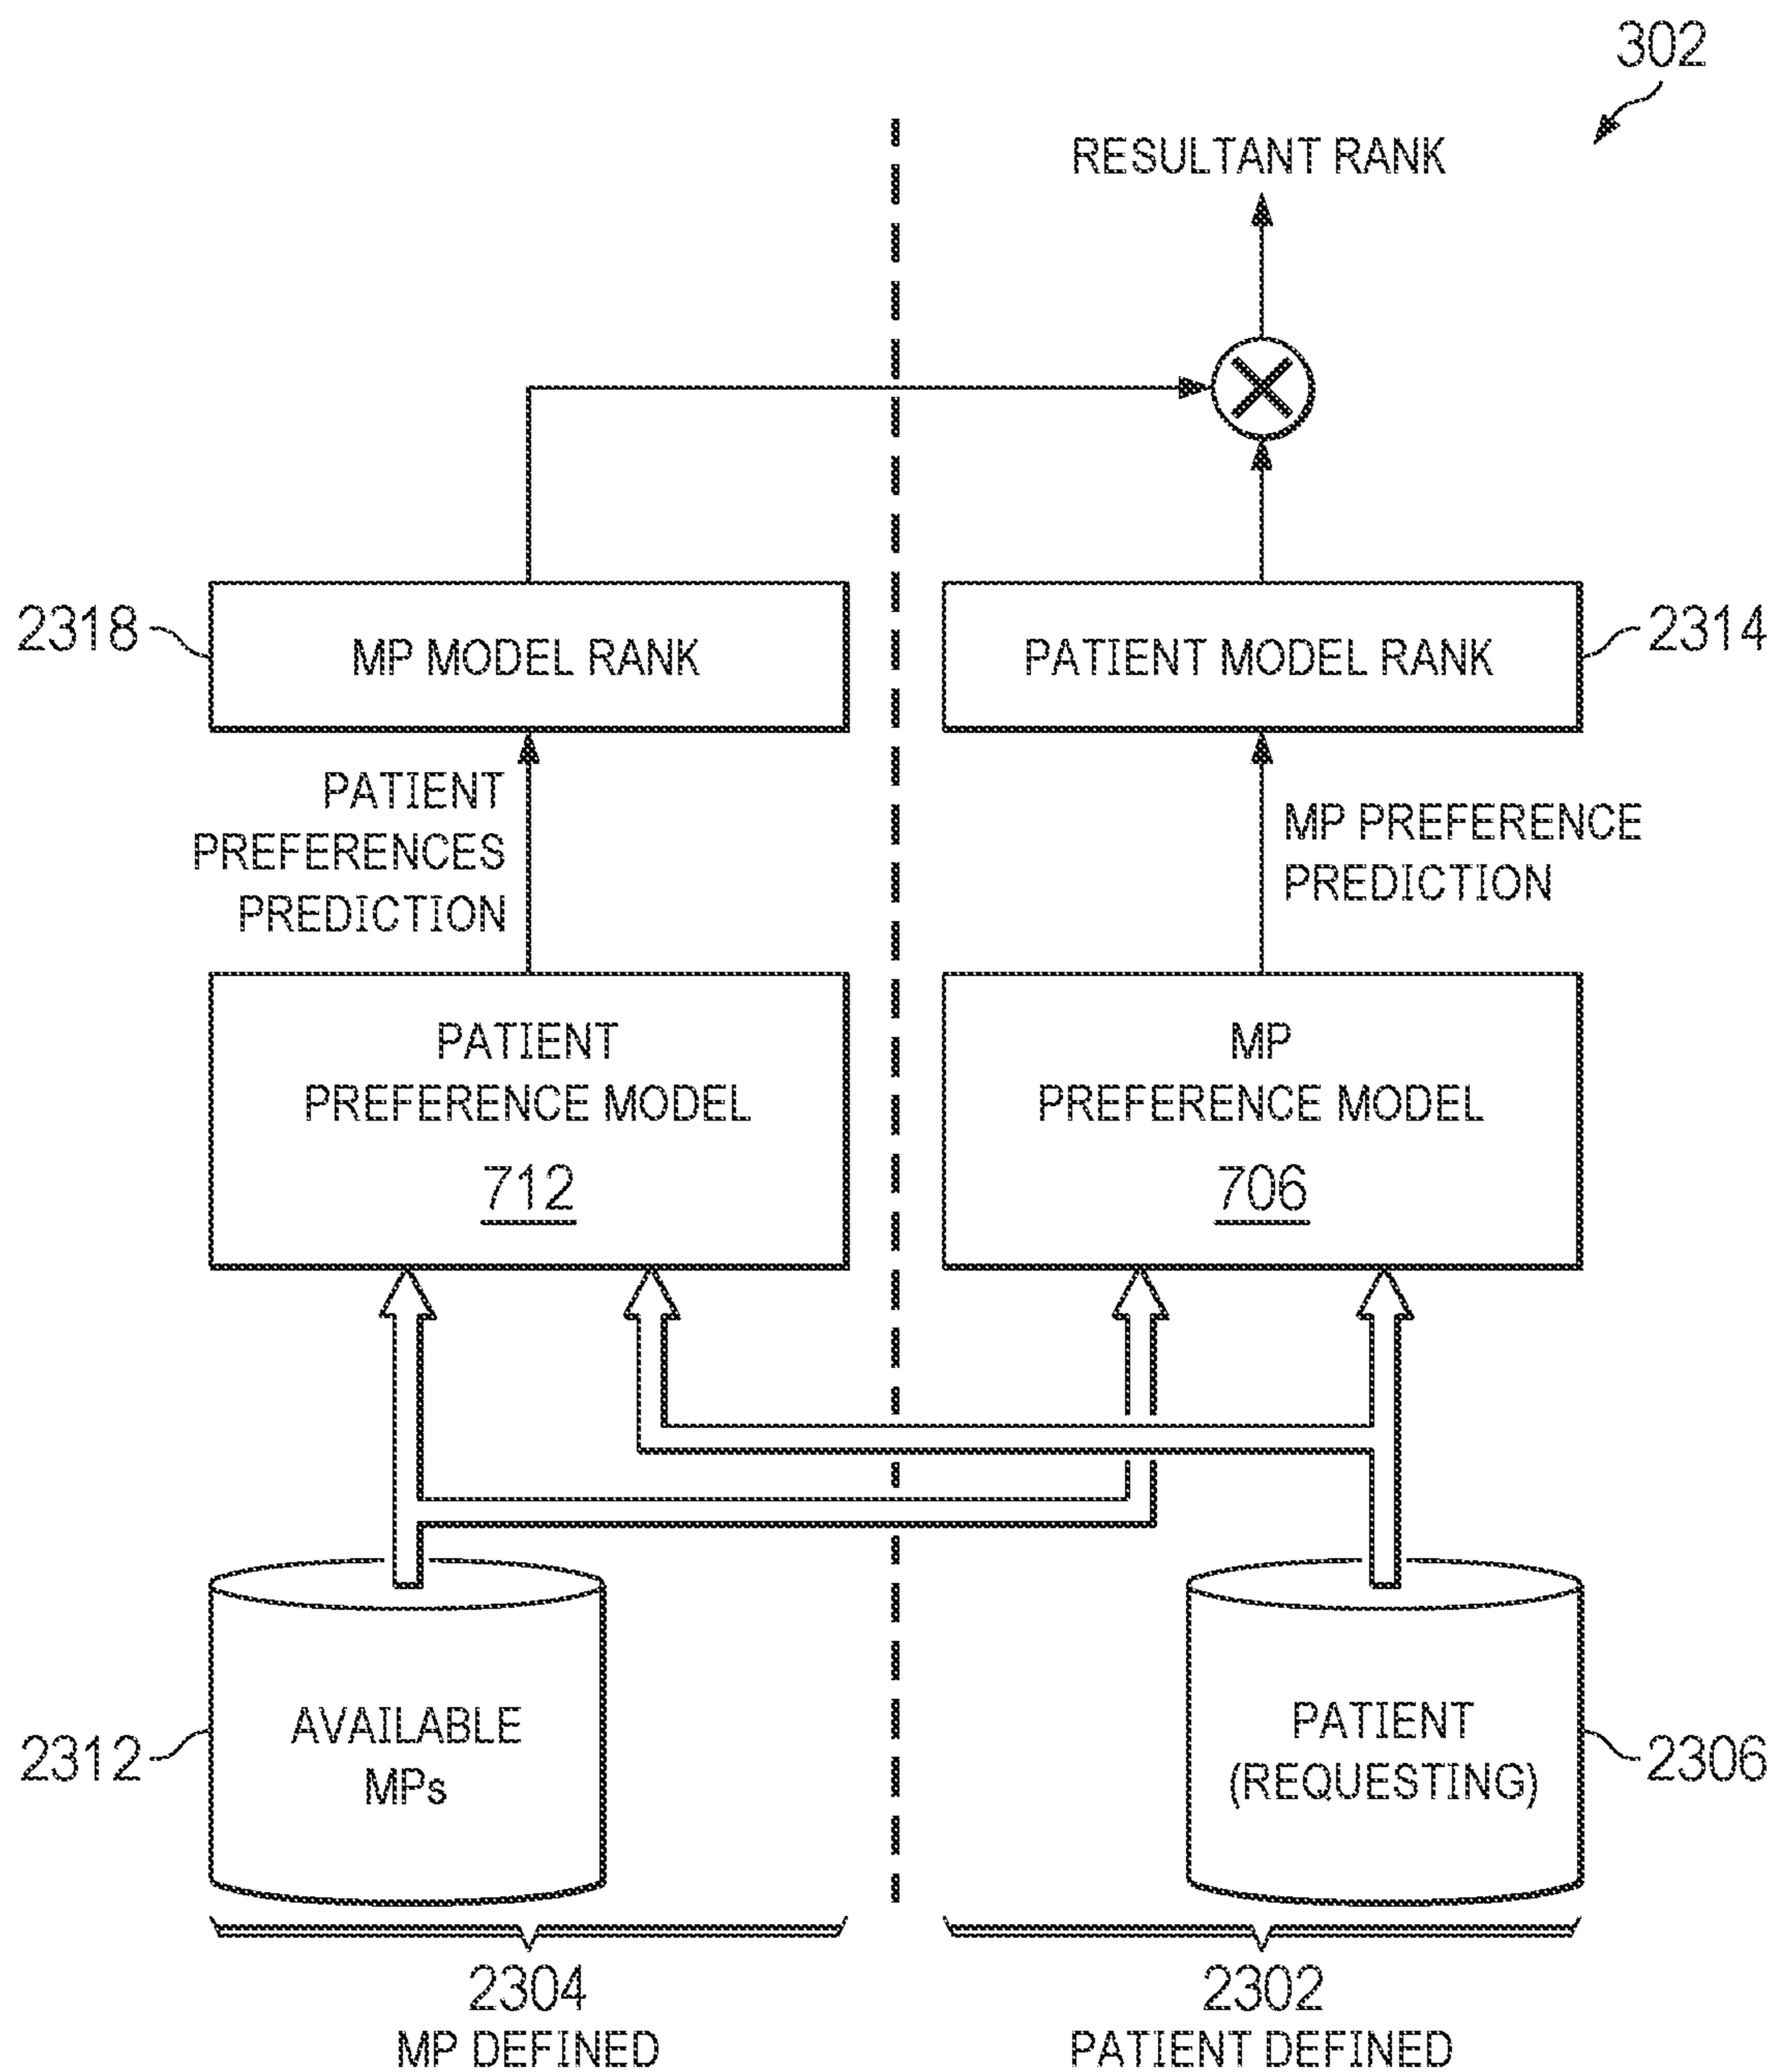 302
RESULTANT RANK
2318
MP MODEL RANK
PATIENT MODEL RANK
2314
PATIENT
PREFERENCES
PREDICTION
MP PREFERENCE
PREDICTION
PATIENT
PREFERENCE MODEL
712
MP
PREFERENCE MODEL
706
2312
AVAILABLE
MPs
PATIENT
(REQUESTING)
2306
2304
MP DEFINED
2302
PATIENT DEFINED